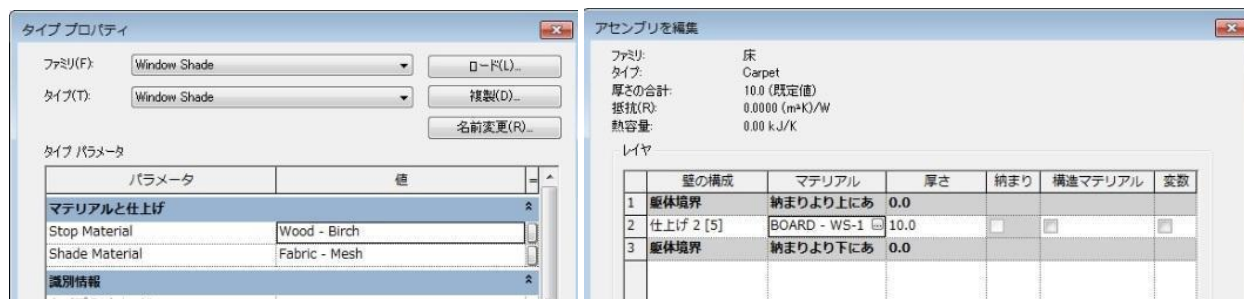 タイプ プロパティ
ファミリ(F): Window Shade ロード(L)...
タイプ(T): Window Shade 複製(D)...
名前変更(R)...
タイプ パラメータ
パラメータ 値 =
マテリアルと仕上げ
Stop Material Wood - Birch
Shade Material Fabric - Mesh
識別情報
アセンブリを編集
ファミリ: 床
タイプ: Carpet
厚さの合計: 10.0 (既定値)
抵抗(R): 0.0000 (m²K)/W
熱容量: 0.00 kJ/K
レイヤ
壁の構成 マテリアル 厚さ 納まり 構造マテリアル 変数
1 躯体境界 納まりより上にあ 0.0
2 仕上げ 2 [5] BOARD - WS-1 ... 10.0
3 躯体境界 納まりより下にあ 0.0